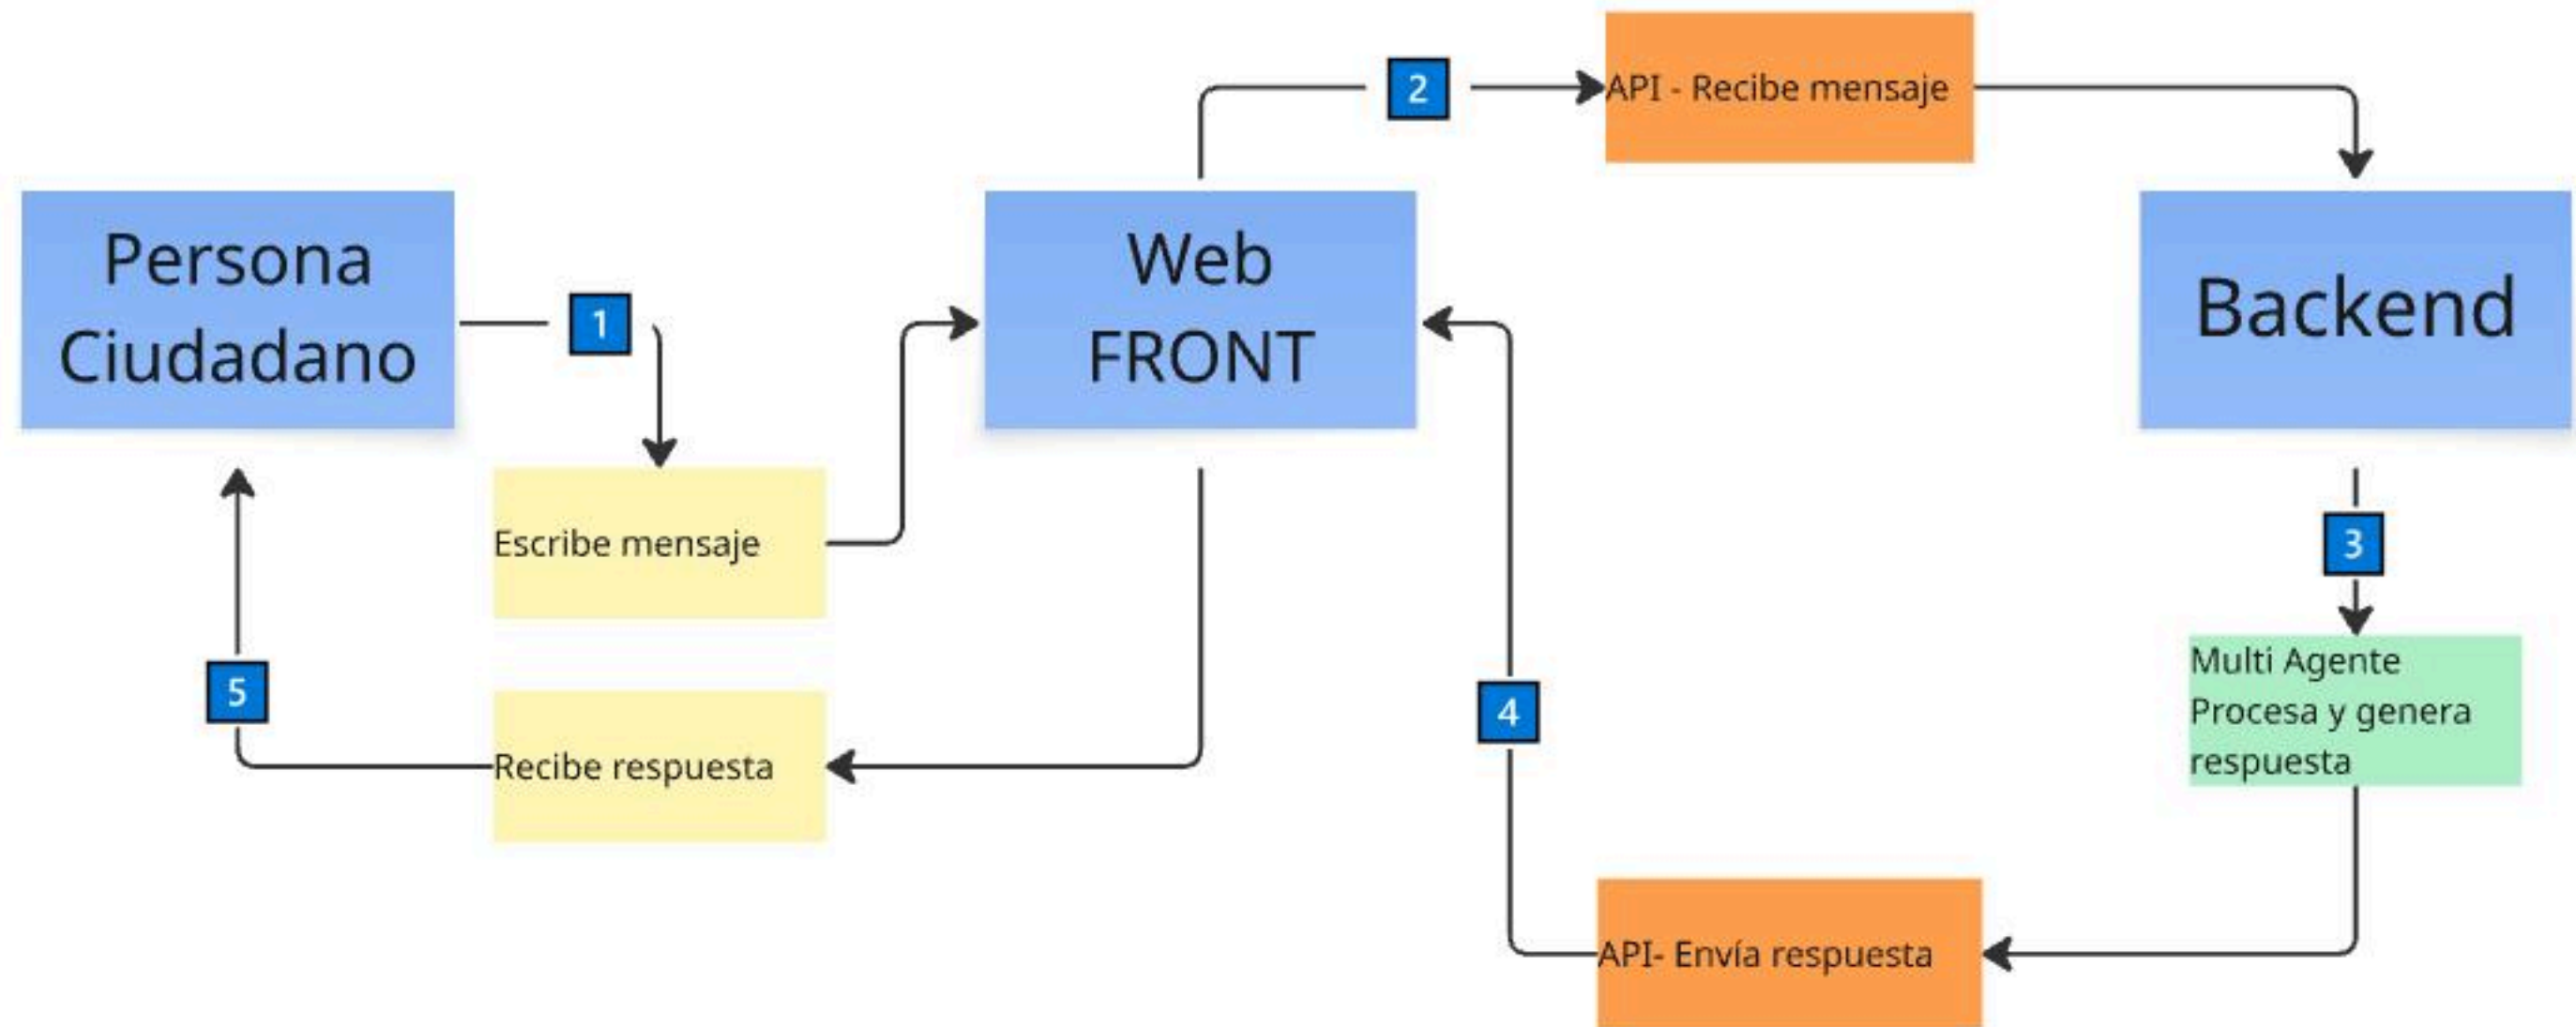 Persona
Ciudadano
1
Escribe mensaje
Web
FRONT
2
API - Recibe mensaje
Backend
3
Multi Agente
Procesa y genera
respuesta
API- Envía respuesta
4
Recibe respuesta
5